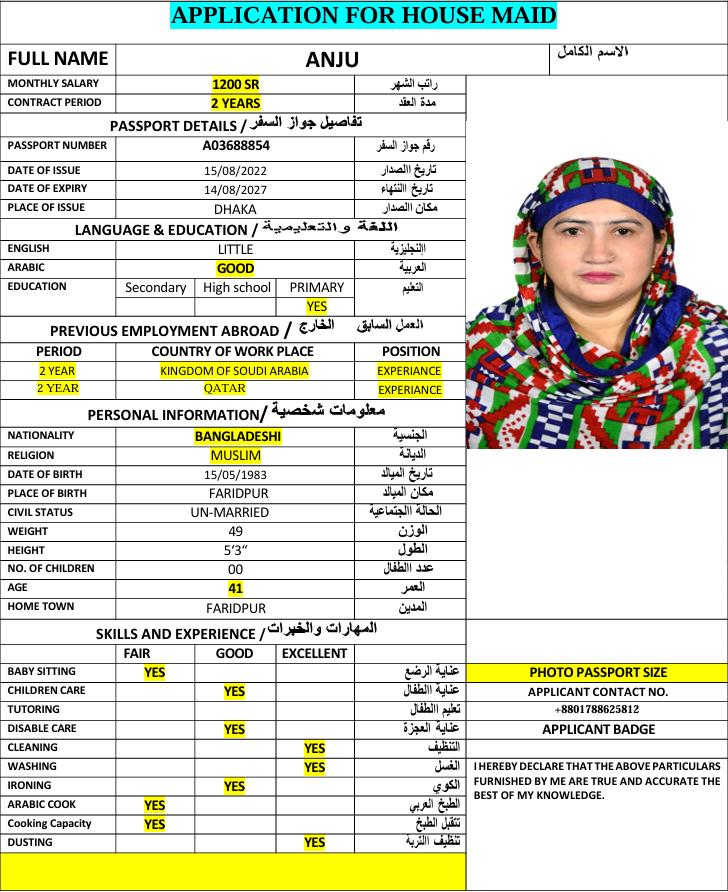 APPLICATION FOR HOUSE MAID
FULL NAME ANJU الاسم الكامل
MONTHLY SALARY 1200 SR راتب الشهر
CONTRACT PERIOD 2 YEARS مدة العقد
PASSPORT DETAILS / تفاصيل جواز السفر
PASSPORT NUMBER A03688854 رقم جواز السفر
DATE OF ISSUE 15/08/2022 تاريخ االصدار
DATE OF EXPIRY 14/08/2027 تاريخ االنتهاء
PLACE OF ISSUE DHAKA مكان االصدار
LANGUAGE & EDUCATION / اللغة والتعليمية
ENGLISH LITTLE اإلنجليزية
ARABIC GOOD العربية
EDUCATION Secondary High school PRIMARY التعليم
YES
PREVIOUS EMPLOYMENT ABROAD / العمل السابق الخارج
PERIOD COUNTRY OF WORK PLACE POSITION
2 YEAR KINGDOM OF SOUDI ARABIA EXPERIANCE
2 YEAR QATAR EXPERIANCE
PERSONAL INFORMATION/ معلومات شخصية
NATIONALITY BANGLADESHI الجنسية
RELIGION MUSLIM الديانة
DATE OF BIRTH 15/05/1983 تاريخ الميالد
PLACE OF BIRTH FARIDPUR مكان الميالد
CIVIL STATUS UN-MARRIED الحالة االجتماعية
WEIGHT 49 الوزن
HEIGHT 5’3“ الطول
NO. OF CHILDREN 00 عدد االطفال
AGE 41 العمر
HOME TOWN FARIDPUR المدين
SKILLS AND EXPERIENCE / المهارات والخبرات
FAIR GOOD EXCELLENT
BABY SITTING YES عناية الرضع
CHILDREN CARE YES عناية االطفال
TUTORING تعليم االطفال
DISABLE CARE YES عناية العجزة
CLEANING YES التنظيف
WASHING YES الغسل
IRONING YES الكوي
ARABIC COOK YES الطبخ العربي
Cooking Capacity YES تتقبل الطبخ
DUSTING YES تنظيف االتربة
PHOTO PASSPORT SIZE
APPLICANT CONTACT NO.
+8801788625812
APPLICANT BADGE
I HEREBY DECLARE THAT THE ABOVE PARTICULARS
FURNISHED BY ME ARE TRUE AND ACCURATE THE
BEST OF MY KNOWLEDGE.